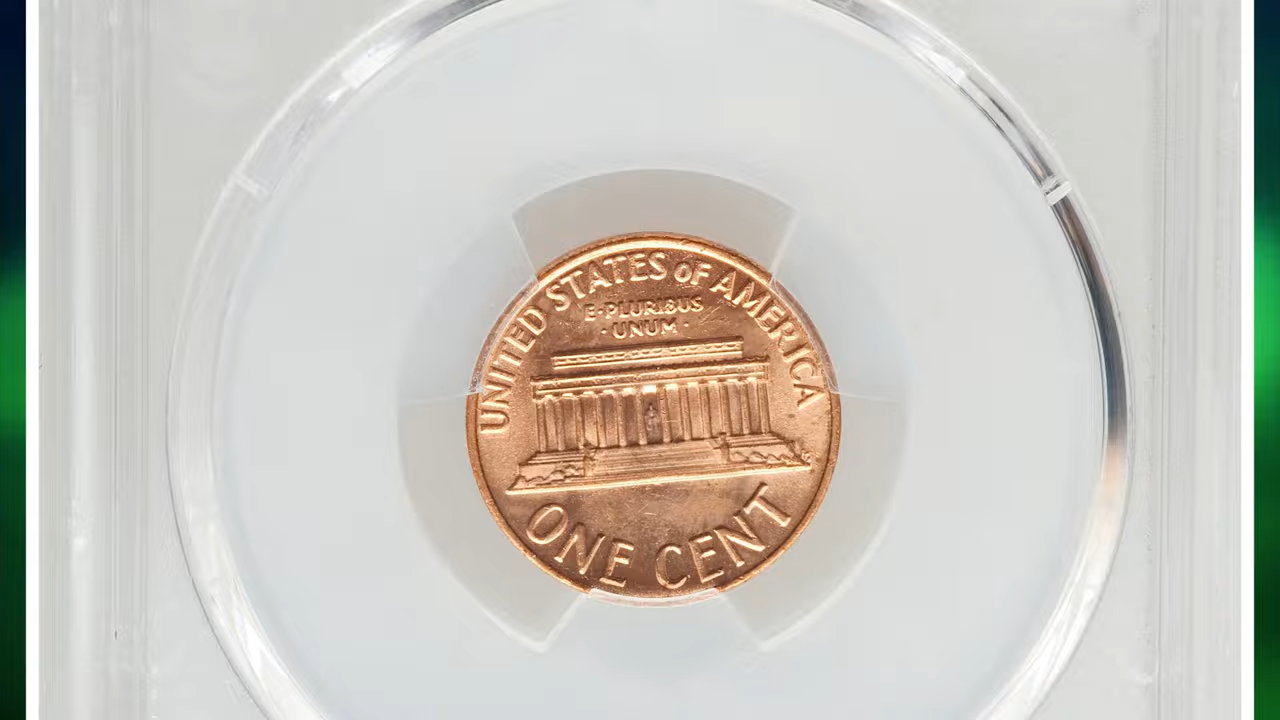 UNITED STATES OF AMERICA
E·PLURIBUS
·UNUM·
ONE CENT